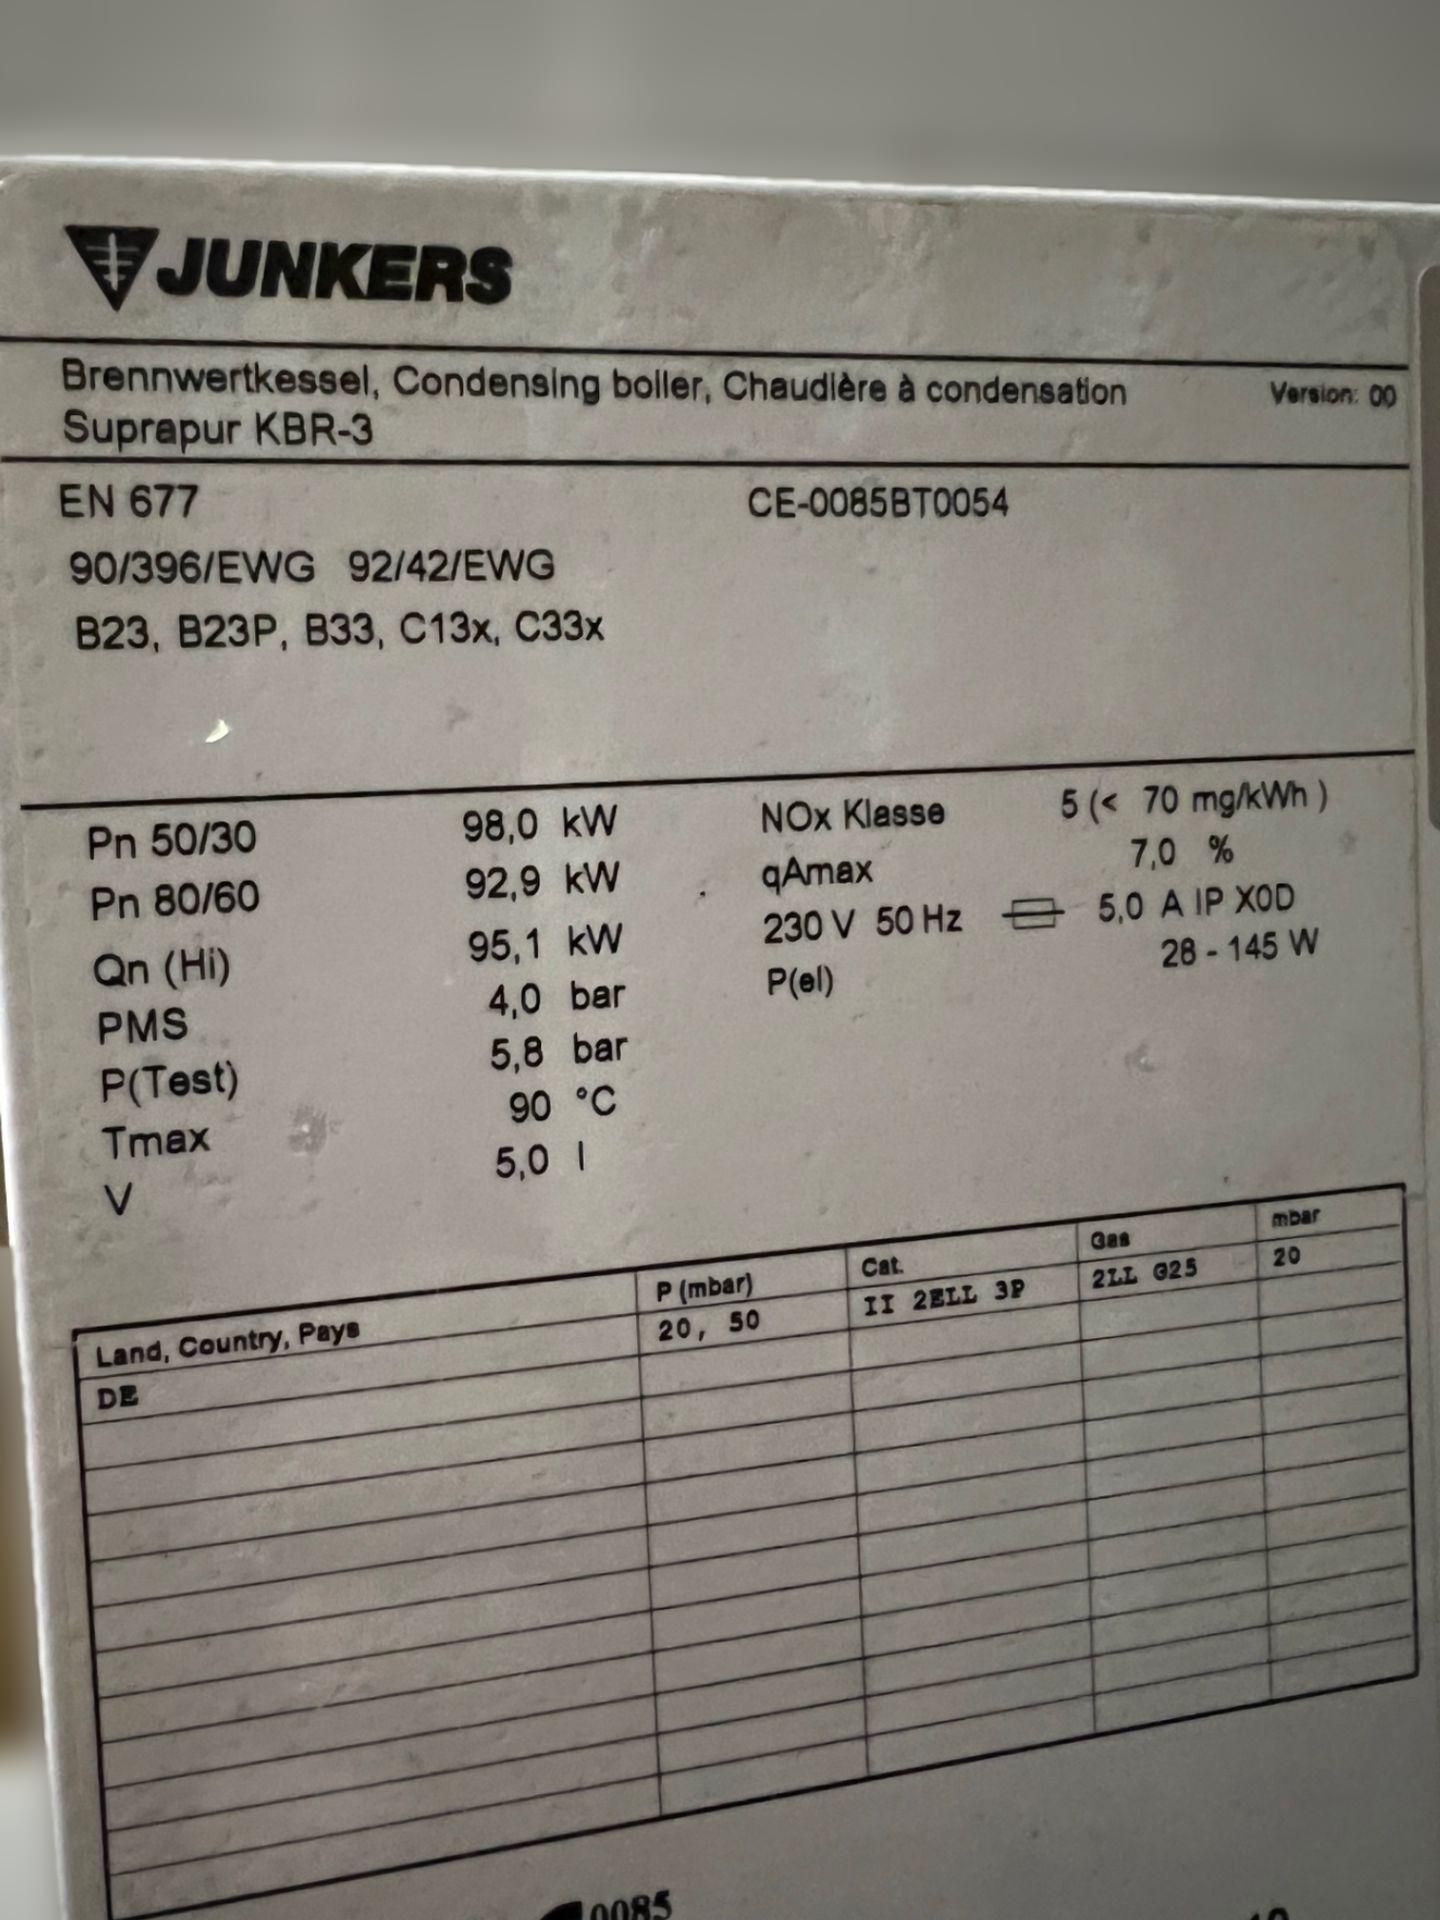 JUNKERS
Brennwertkessel, Condensing boiler, Chaudière à condensation Version: 00
Suprapur KBR-3
EN 677 CE-0085BT0054
90/396/EWG 92/42/EWG
B23, B23P, B33, C13x, C33x
Pn 50/30 98,0 kW NOx Klasse 5 (< 70 mg/kWh )
Pn 80/60 92,9 kW qAmax 7,0 %
Qn (Hi) 95,1 kW 230 V 50 Hz 5,0 A IP X0D
PMS 4,0 bar P(el) 28 - 145 W
P(Test) 5,8 bar
Tmax 90 °C
V 5,0 l
Land, Country, Pays P (mbar) Cat. Gas mbar
DE 20, 50 II 2ELL 3P 2LL G25 20
0085